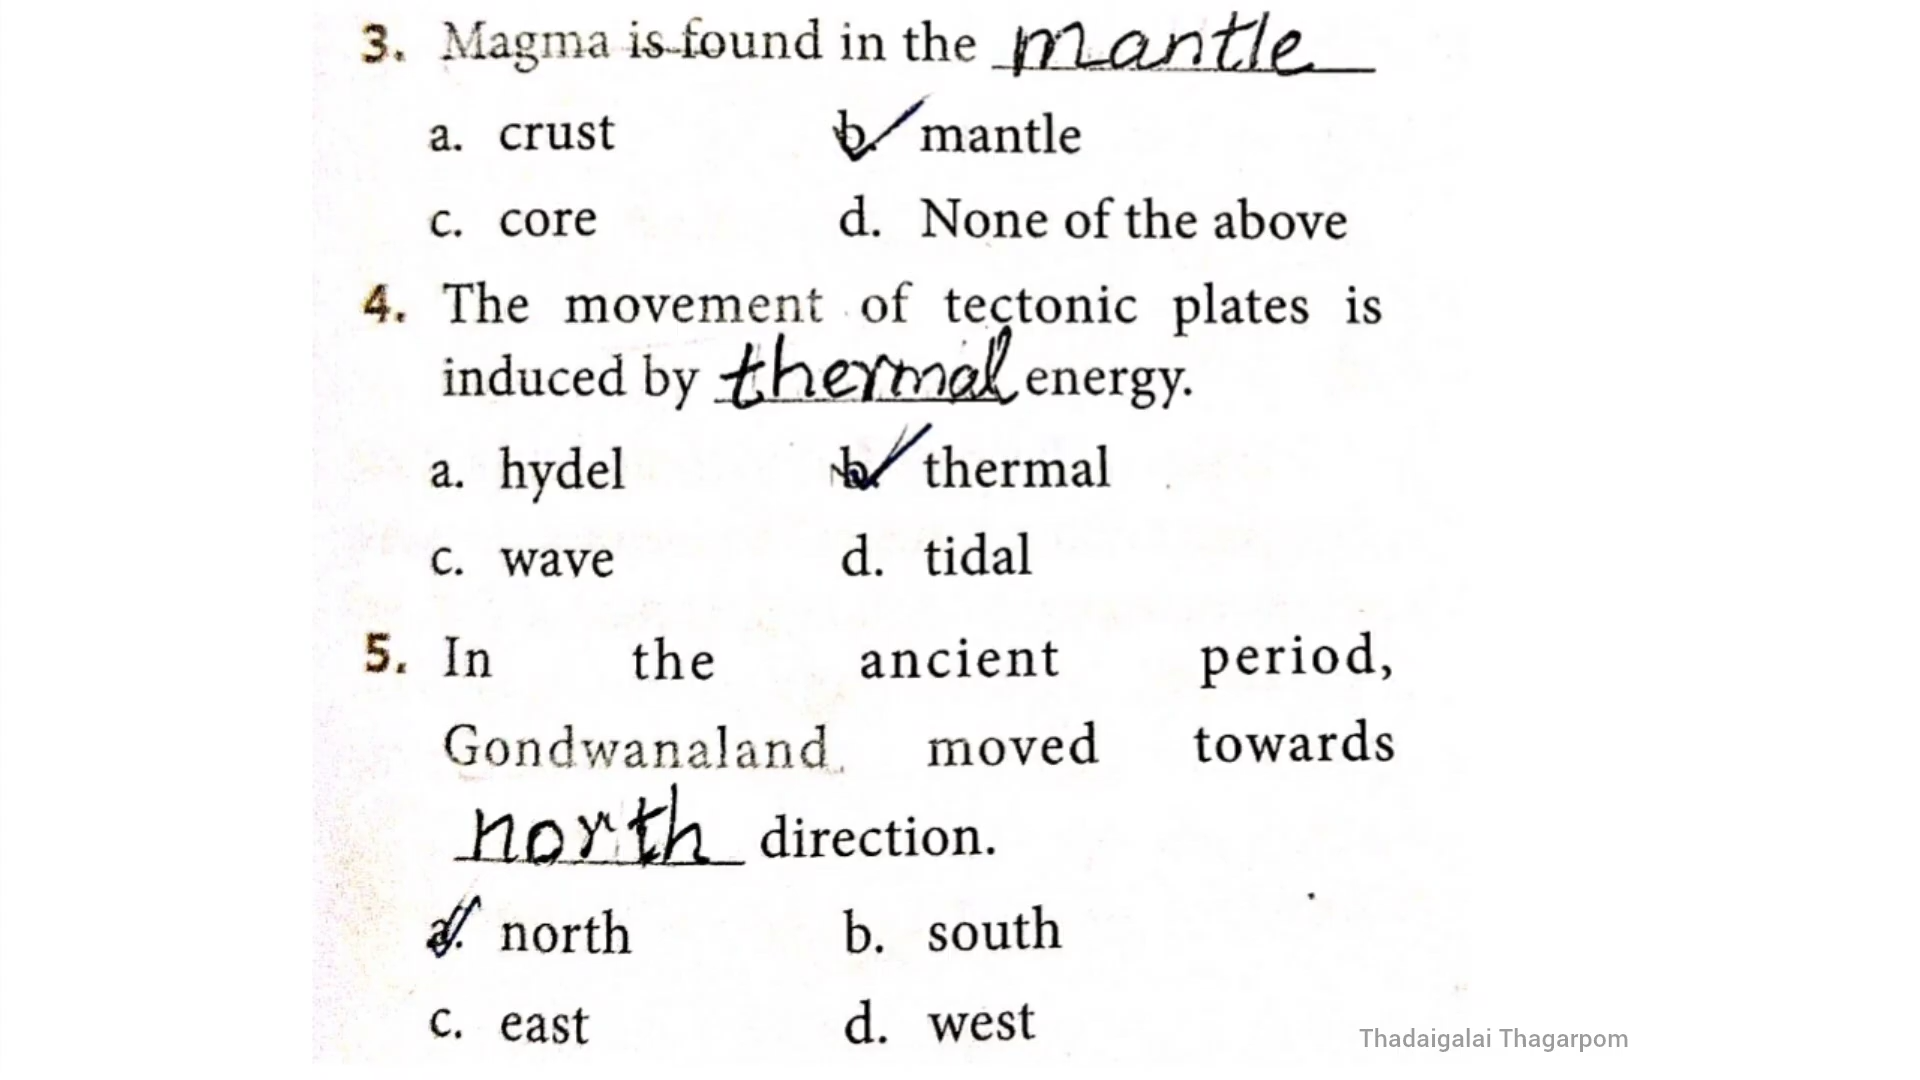 3. Magma is found in the mantle
a. crust b. mantle
c. core d. None of the above
4. The movement of tectonic plates is
induced by thermal energy.
a. hydel b. thermal
c. wave d. tidal
5. In the ancient period,
Gondwanaland moved towards
north direction.
a. north b. south
c. east d. west
Thadaigalai Thagarpom